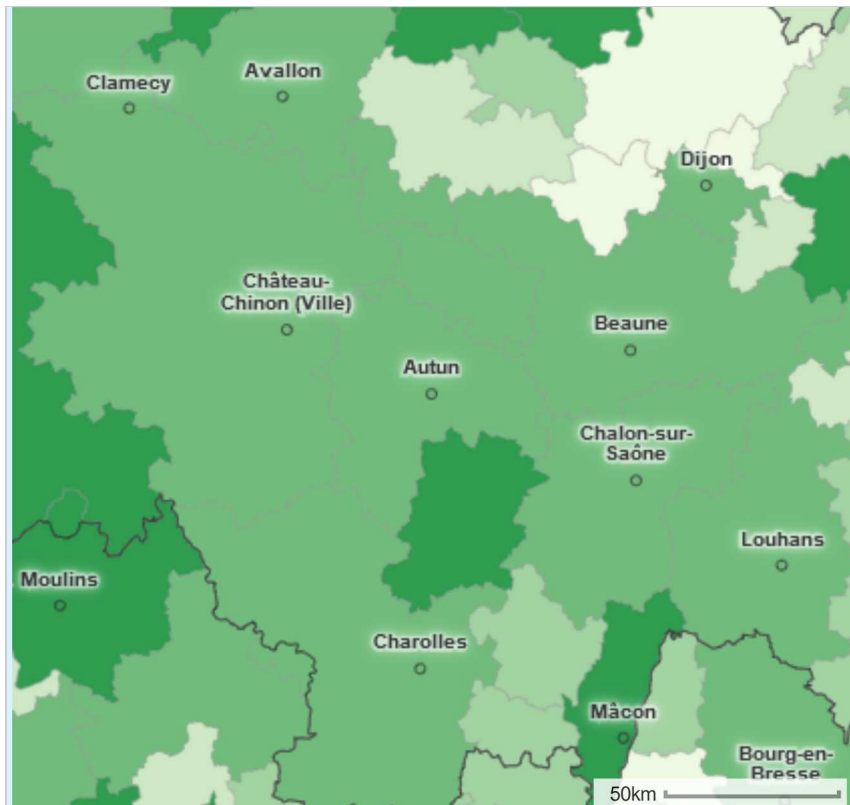 Clamecy
Avallon
Dijon
Château-
Chinon (Ville)
Beaune
Autun
Chalon-sur-
Saône
Louhans
Moulins
Charolles
Mâcon
Bourg-en-
Bresse
50km